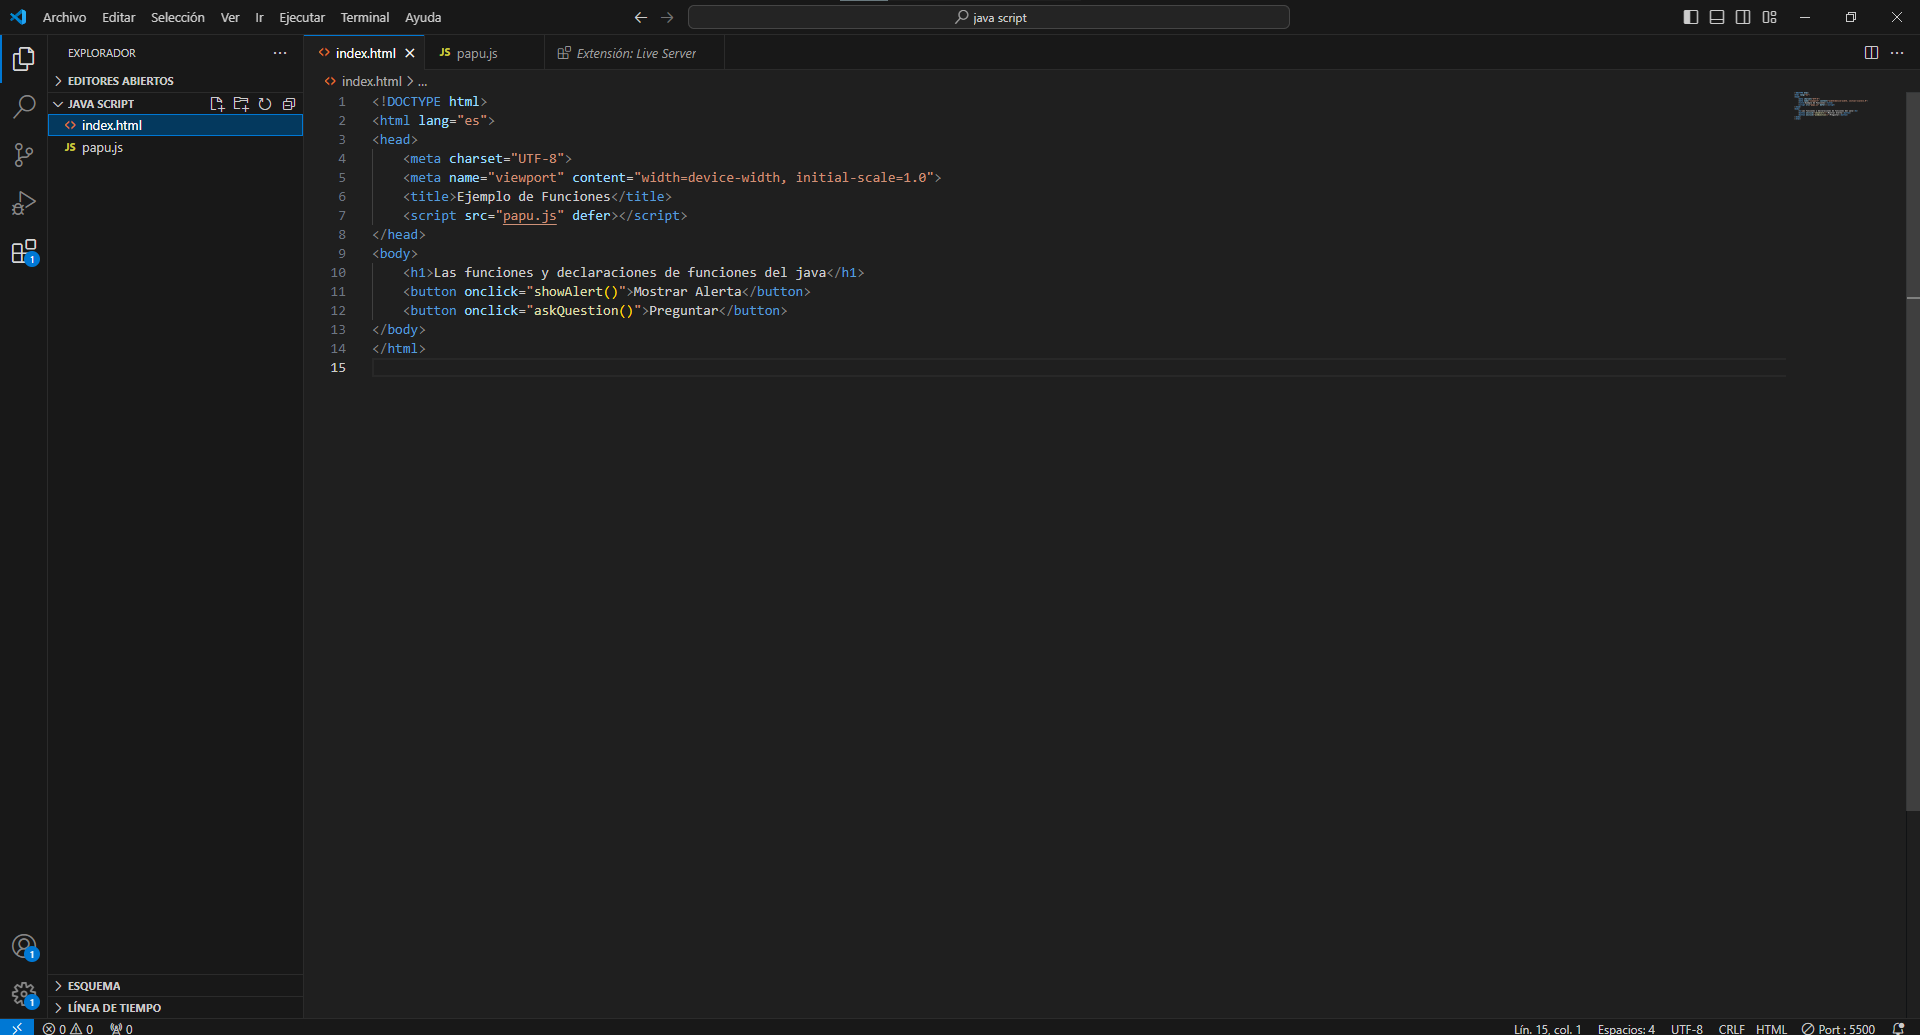 Archivo Editar Selección Ver Ir Ejecutar Terminal Ayuda
java script
EXPLORADOR
EDITORES ABIERTOS
JAVA SCRIPT
index.html
JS papu.js
ESQUEMA
LÍNEA DE TIEMPO
index.html JS papu.js Extensión: Live Server
index.html > ...
1 <!DOCTYPE html>
2 <html lang="es">
3 <head>
4 <meta charset="UTF-8">
5 <meta name="viewport" content="width=device-width, initial-scale=1.0">
6 <title>Ejemplo de Funciones</title>
7 <script src="papu.js" defer></script>
8 </head>
9 <body>
10 <h1>Las funciones y declaraciones de funciones del java</h1>
11 <button onclick="showAlert()">Mostrar Alerta</button>
12 <button onclick="askQuestion()">Preguntar</button>
13 </body>
14 </html>
15
1
1
1
0 0 0 Lín. 15, col. 1 Espacios: 4 UTF-8 CRLF HTML Port : 5500